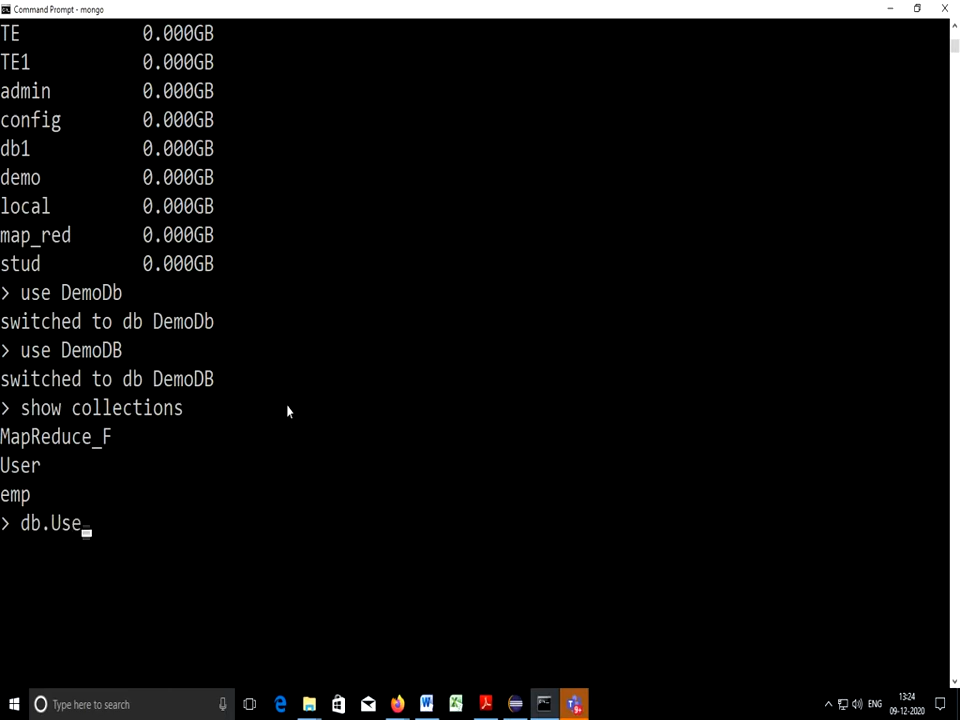 Command Prompt - mongo
TE 0.000GB
TE1 0.000GB
admin 0.000GB
config 0.000GB
db1 0.000GB
demo 0.000GB
local 0.000GB
map_red 0.000GB
stud 0.000GB
> use DemoDb
switched to db DemoDb
> use DemoDB
switched to db DemoDB
> show collections
MapReduce_F
User
emp
> db.Use
Type here to search
ENG
13:24
09-12-2020